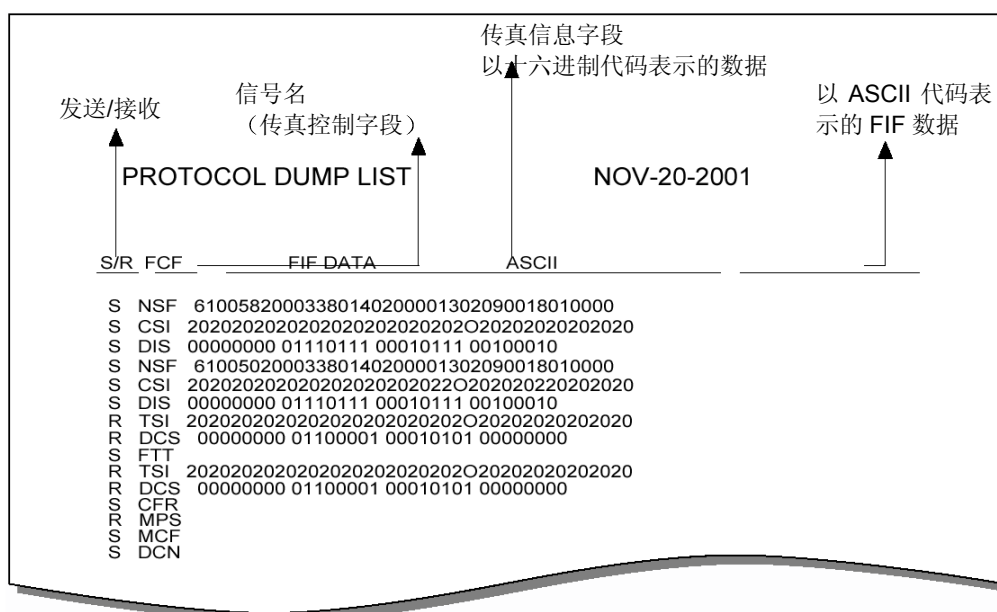 传真信息字段
以十六进制代码表示的数据
发送/接收
信号名
（传真控制字段）
以 ASCII 代码表
示的 FIF 数据
PROTOCOL DUMP LIST NOV-20-2001
S/R FCF FIF DATA ASCII
S NSF 61005820003380140200001302090018010000
S CSI 2020202020202020202020202O20202020202020
S DIS 00000000 01110111 00010111 00100010
S NSF 61005020003380140200001302090018010000
S CSI 2020202020202020202020222O20202022020202020
S DIS 00000000 01110111 00010111 00100010
R TSI 2020202020202020202020202O20202020202020
R DCS 00000000 01100001 00010101 00000000
S FTT
R TSI 2020202020202020202020202O20202020202020
R DCS 00000000 01100001 00010101 00000000
S CFR
R MPS
S MCF
S DCN